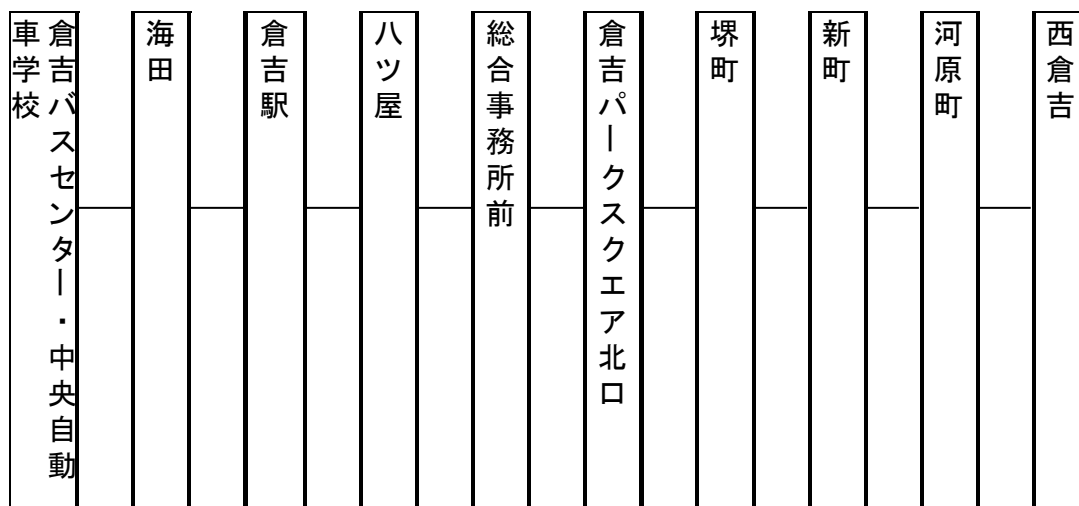 倉吉バスセンター・中央自動
車学校
海田
倉吉駅
八ツ屋
総合事務所前
倉吉パークスクエア北口
堺町
新町
河原町
西倉吉